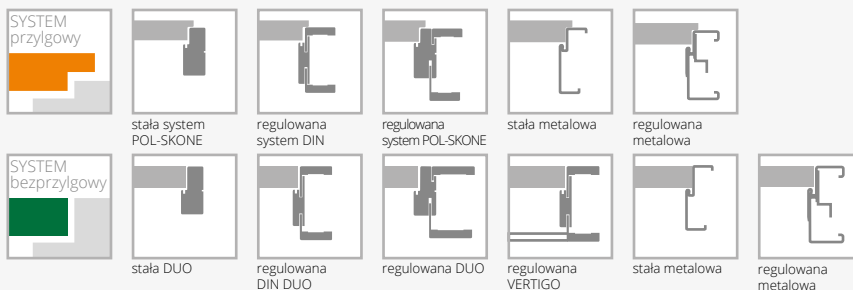 SYSTEM
przylgowy
stała system
POL-SKONE
regulowana
system DIN
regulowana
system POL-SKONE
stała metalowa
regulowana
metalowa
SYSTEM
bezprzylgowy
stała DUO
regulowana
DIN DUO
regulowana DUO
regulowana
VERTIGO
stała metalowa
regulowana
metalowa